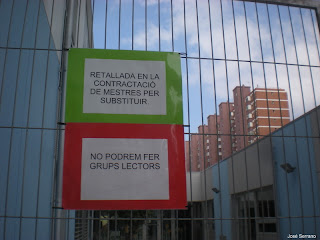 RETALLADA EN LA
CONTRACTACIÓ
DE MESTRES PER
SUBSTITUIR.
NO PODREM FER
GRUPS LECTORS
José Serrano